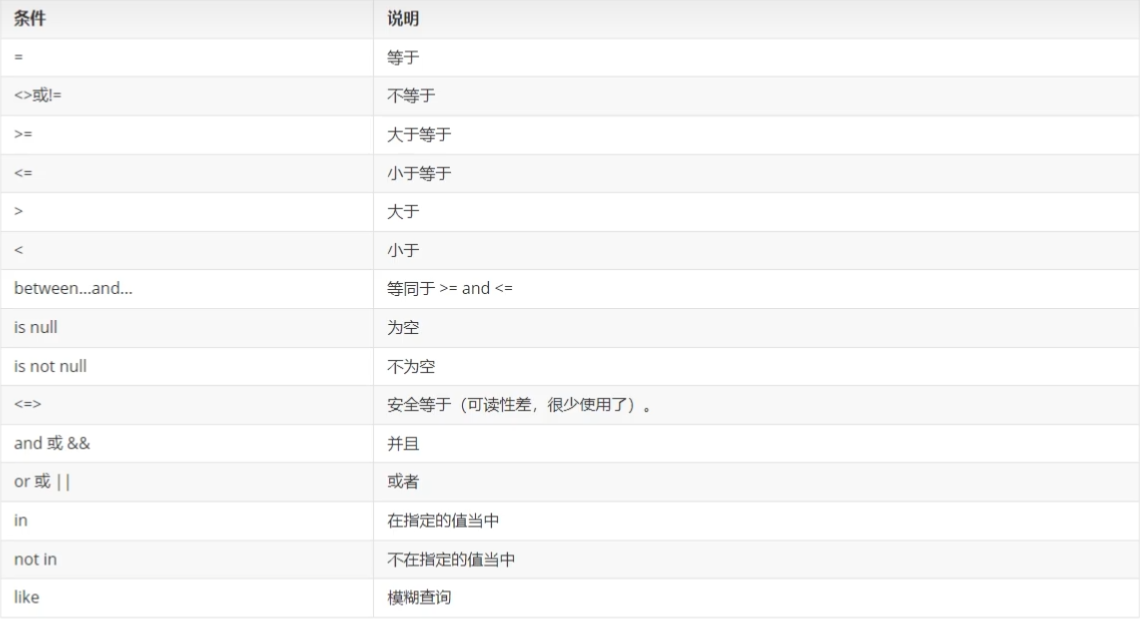 条件 说明
= 等于
<>或!= 不等于
>= 大于等于
<= 小于等于
> 大于
< 小于
between...and... 等同于 >= and <=
is null 为空
is not null 不为空
<=> 安全等于（可读性差，很少使用了）。
and 或 && 并且
or 或 || 或者
in 在指定的值当中
not in 不在指定的值当中
like 模糊查询